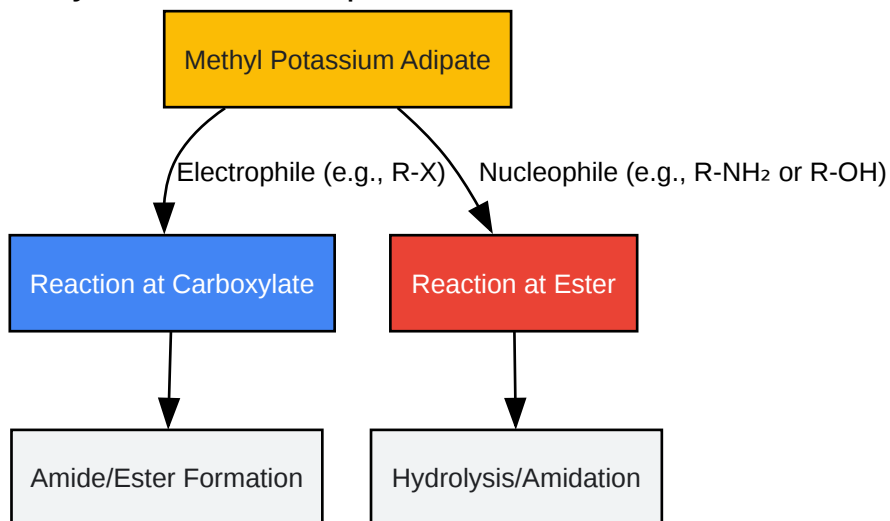 Methyl Potassium Adipate
Electrophile (e.g., R-X)
Nucleophile (e.g., R-NH₂ or R-OH)
Reaction at Carboxylate
Reaction at Ester
Amide/Ester Formation
Hydrolysis/Amidation